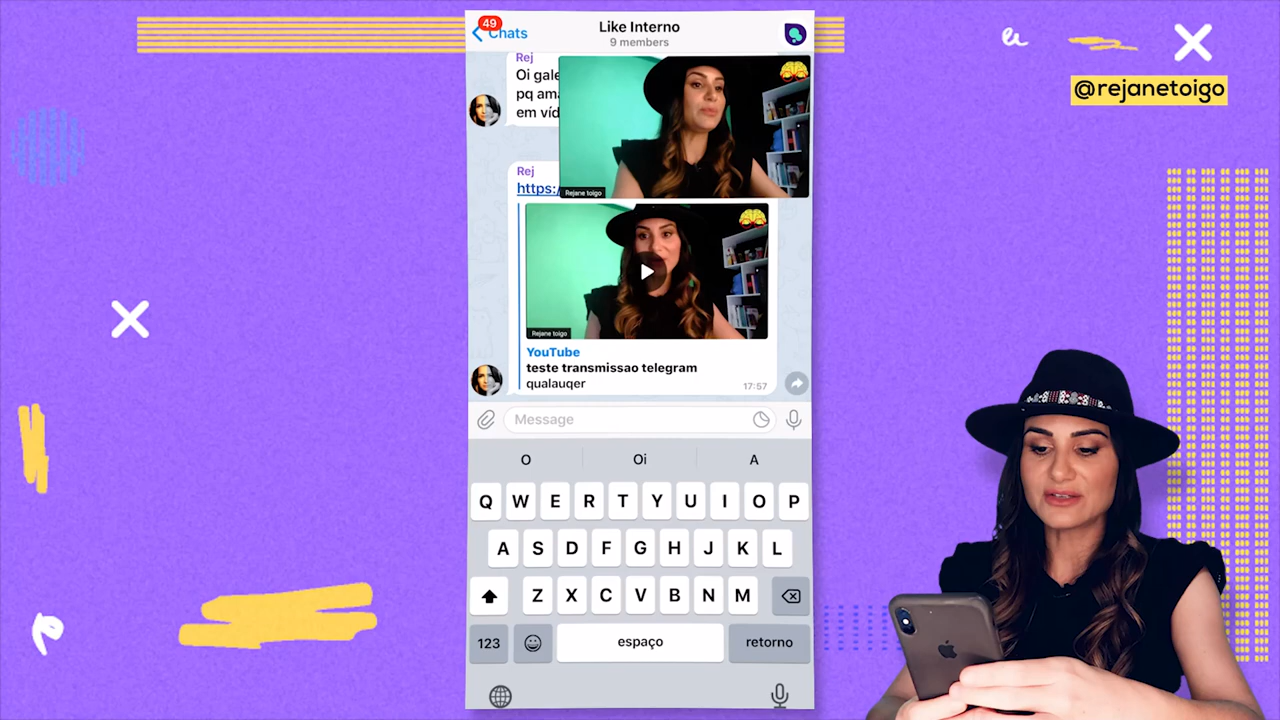 49
Chats
Like Interno
9 members
@rejanetoigo
Rej
Oi gale
pq ama
em víd
Rejane toigo
Rej
https:/
Rejane toigo
YouTube
teste transmissao telegram
qualauqer
17:57
Message
O Oi A
Q W E R T Y U I O P
A S D F G H J K L
Z X C V B N M
123 espaço retorno